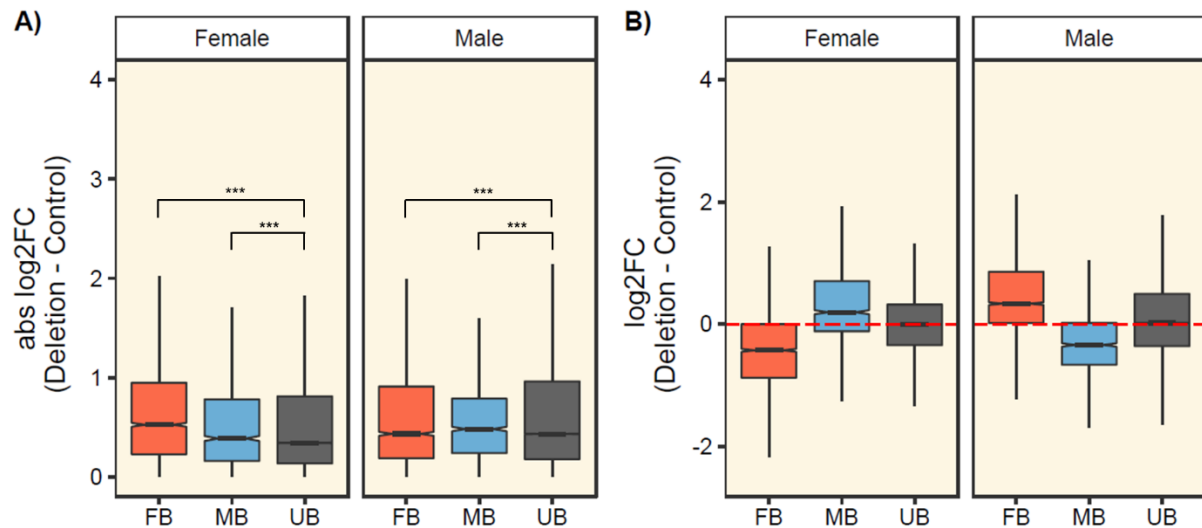 A)
Female
Male
abs log2FC
(Deletion - Control)
4
3
2
1
0
***
***
***
***
FB
MB
UB
FB
MB
UB
B)
Female
Male
log2FC
(Deletion - Control)
4
2
0
-2
FB
MB
UB
FB
MB
UB